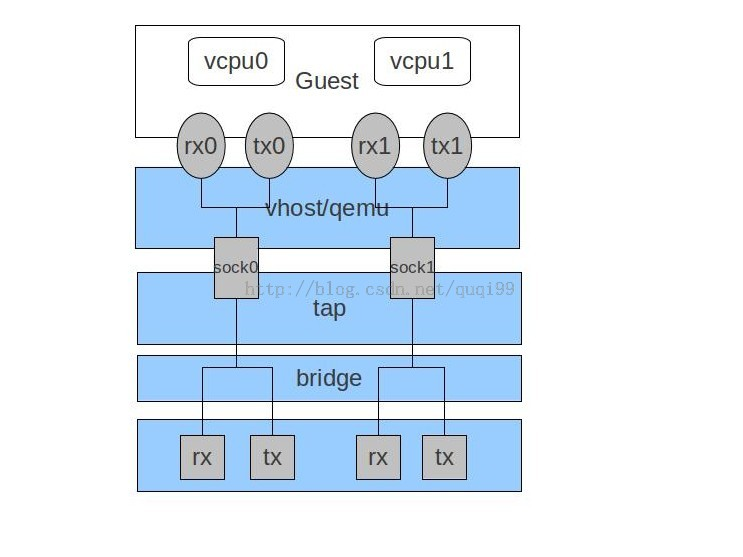 vcpu0 vcpu1
Guest
rx0 tx0 rx1 tx1
vhost/qemu
sock0 sock1
http://blog.csdn.net/quqi99
tap
bridge
rx tx rx tx